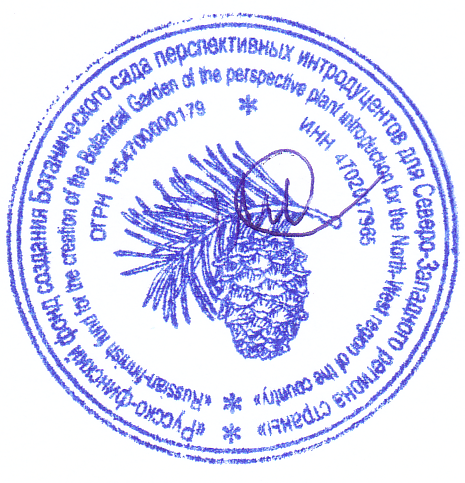 «Русско-финский фонд создания Ботанического сада перспективных интродуцентов для Северо-Западного региона страны»
«Russian-finnish fund for the creation of the Botanical Garden of the perspective plant introduction for the North-West region of the country»
ОГРН 1154700000179
ИНН 4702017965